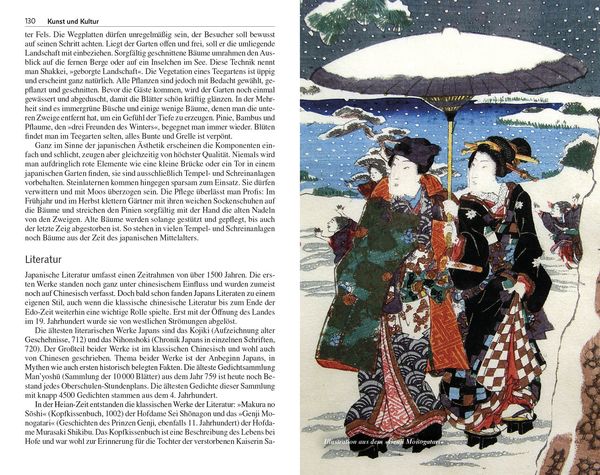 130 Kunst und Kultur
ter Fels. Die Wegplatten dürfen unregelmäßig sein, der Besucher soll bewusst
auf seinen Schritt achten. Liegt der Garten offen und frei, soll er die umliegende
Landschaft mit einbeziehen. Sorgfältig geschnittene Bäume umrahmen den Aus-
blick auf die fernen Berge oder auf ein Inselchen im See. Diese Technik nennt
man Shakkei, »geborgte Landschaft«. Die Vegetation eines Teegartens ist üppig
und erscheint ganz natürlich. Alle Pflanzen sind jedoch mit Bedacht gewählt, ge-
pflanzt und geschnitten. Bevor die Gäste kommen, wird der Garten noch einmal
gewässert und abgeduscht, damit die Blätter schön kräftig glänzen. In der Mehr-
heit sind es immergrüne Büsche und einige wenige Bäume, denen man die unte-
ren Zweige entfernt hat, um ein Gefühl der Tiefe zu erzeugen. Pinie, Bambus und
Pflaume, den »drei Freunden des Winters«, begegnet man immer wieder. Blüten
findet man im Teegarten selten, alles Bunte und Grelle ist verpönt.
Ganz im Sinne der japanischen Ästhetik erscheinen die Komponenten ein-
fach und schlicht, zeugen aber gleichzeitig von höchster Qualität. Niemals wird
man aufdringlich rote Elemente wie eine kleine Brücke oder ein Tor in einem
japanischen Garten finden, sie sind ausschließlich Tempel- und Schreinanlagen
vorbehalten. Steinlaternen kommen hingegen sparsam zum Einsatz. Sie dürfen
verwittern und mit Moos überzogen sein. Die Pflege überlässt man Profis: Im
Frühjahr und im Herbst klettern Gärtner mit ihren weichen Sockenschuhen auf
die Bäume und streichen den Pinien sorgfältig mit der Hand die alten Nadeln
von den Zweigen. Alte Bäume werden solange gestützt und gepflegt, bis auch
der letzte Zeig abgestorben ist. So stehen in vielen Tempel- und Schreinanlagen
noch Bäume aus der Zeit des japanischen Mittelalters.
Literatur
Japanische Literatur umfasst einen Zeitrahmen von über 1500 Jahren. Die ers-
ten Werke standen noch ganz unter chinesischem Einfluss und wurden zumeist
noch auf Chinesisch verfasst. Doch bald schon fanden Japans Literaten zu einem
eigenen Stil, auch wenn die klassische chinesische Literatur bis zum Ende der
Edo-Zeit weiterhin eine wichtige Rolle spielte. Erst mit der Öffnung des Landes
im 19. Jahrhundert wurde sie von westlichen Strömungen abgelöst.
Die ältesten literarischen Werke Japans sind das Kojiki (Aufzeichnung alter
Geschehnisse, 712) und das Nihonshoki (Chronik Japans in einzelnen Schriften,
720). Der Großteil beider Werke ist im klassischen Chinesisch und wohl auch
von Chinesen geschrieben. Thema beider Werke ist der Anbeginn Japans, in
Mythen wie auch ersten historisch belegten Fakten. Die älteste Gedichtsammlung
Man'yoshū (Sammlung der 10 000 Blätter) aus dem Jahr 759 ist heute noch Be-
stand jedes Oberschulen-Stundenplans. Die ältesten Gedichte dieser Sammlung
mit knapp 4500 Gedichten stammen aus dem 4. Jahrhundert.
In der Heian-Zeit entstanden die klassischen Werke der Literatur: »Makura no
Sōshi« (Kopfkissenbuch, 1002) der Hofdame Sei Shōnagon und das »Genji Mo-
nogatari« (Geschichten des Prinzen Genji, ebenfalls 11. Jahrhundert) der Hofda-
me Murasaki Shikibu. Das Kopfkissenbuch ist eine Beschreibung des Lebens bei
Hofe und war wohl zur Erinnerung für die Tochter der verstorbenen Kaiserin Sa-
Illustration aus dem »Genji Monogatari«